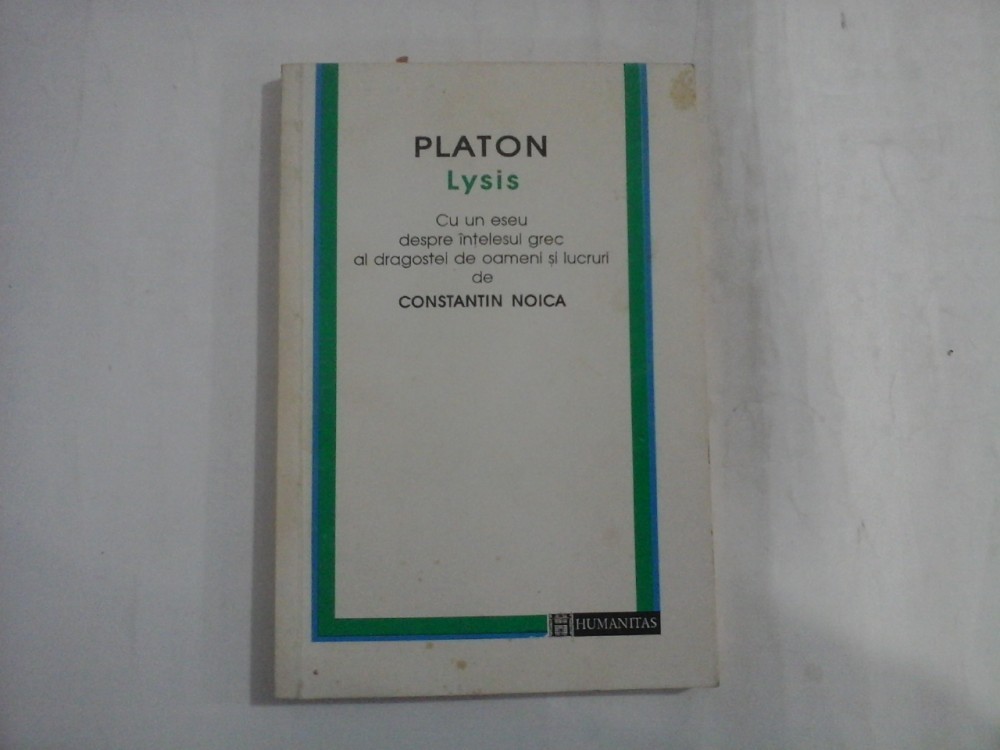 PLATON
Lysis
Cu un eseu
despre înțelesul grec
al dragostei de oameni și lucruri
de
CONSTANTIN NOICA
HUMANITAS